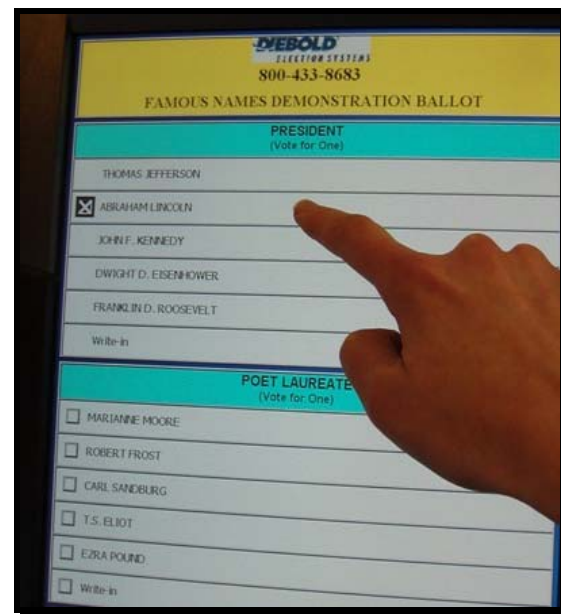 DIEBOLD
ELECTION SYSTEMS
800-433-8683
FAMOUS NAMES DEMONSTRATION BALLOT
PRESIDENT
(Vote for One)
THOMAS JEFFERSON
ABRAHAM LINCOLN
JOHN F. KENNEDY
DWIGHT D. EISENHOWER
FRANKLIN D. ROOSEVELT
Write-in
POET LAUREATE
(Vote for One)
MARIANNE MOORE
ROBERT FROST
CARL SANDBURG
T.S. ELIOT
EZRA POUND
Write-in